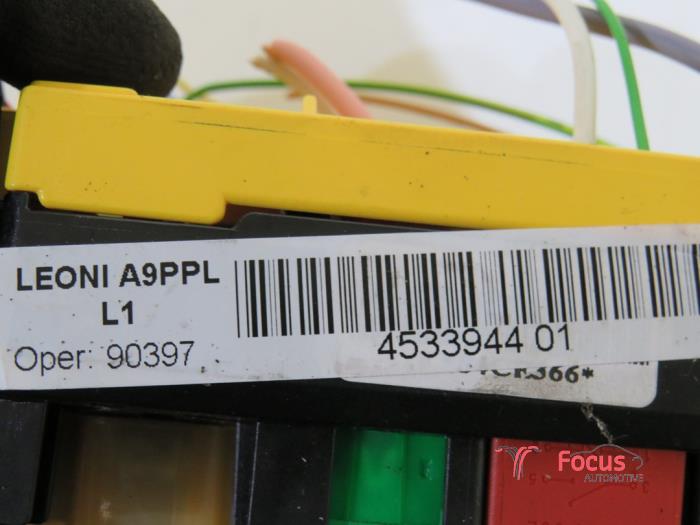 LEONI A9PPL
L1
Oper: 90397
4533944 01
Focus
AUTOMOTIVE